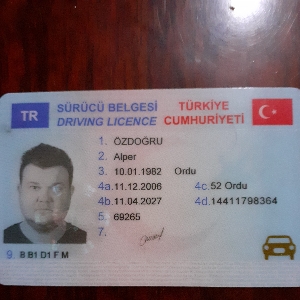 TR SÜRÜCÜ BELGESİ TÜRKİYE
DRIVING LICENCE CUMHURİYETİ
1. ÖZDOĞRU
2. Alper
3. 10.01.1982 Ordu
4a. 11.12.2006 4c. 52 Ordu
4b. 11.04.2027 4d. 14411798364
5. 69265
7.
9. B B1 D1 F M